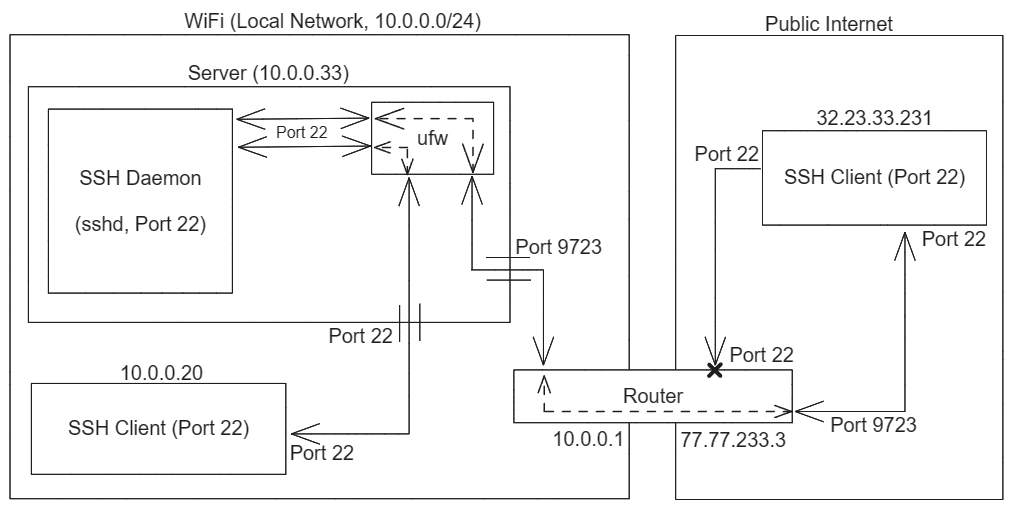 WiFi (Local Network, 10.0.0.0/24)
Public Internet
Server (10.0.0.33)
Port 22
ufw
SSH Daemon
(sshd, Port 22)
32.23.33.231
Port 22
SSH Client (Port 22)
Port 22
Port 9723
Port 22
Port 22
10.0.0.20
SSH Client (Port 22)
Port 22
Router
10.0.0.1
77.77.233.3
Port 9723